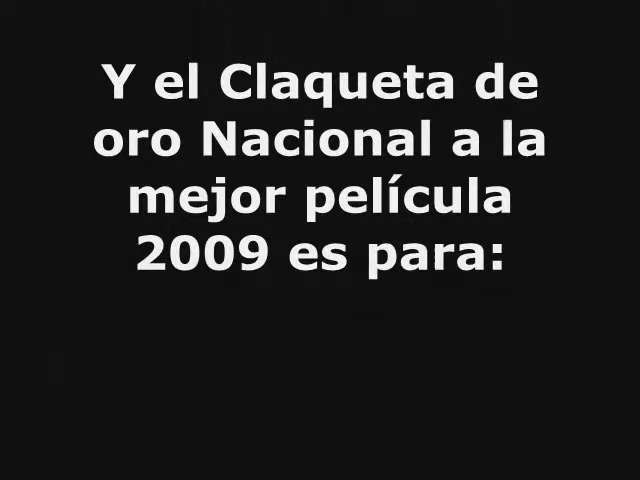 Y el Claqueta de
oro Nacional a la
mejor película
2009 es para: